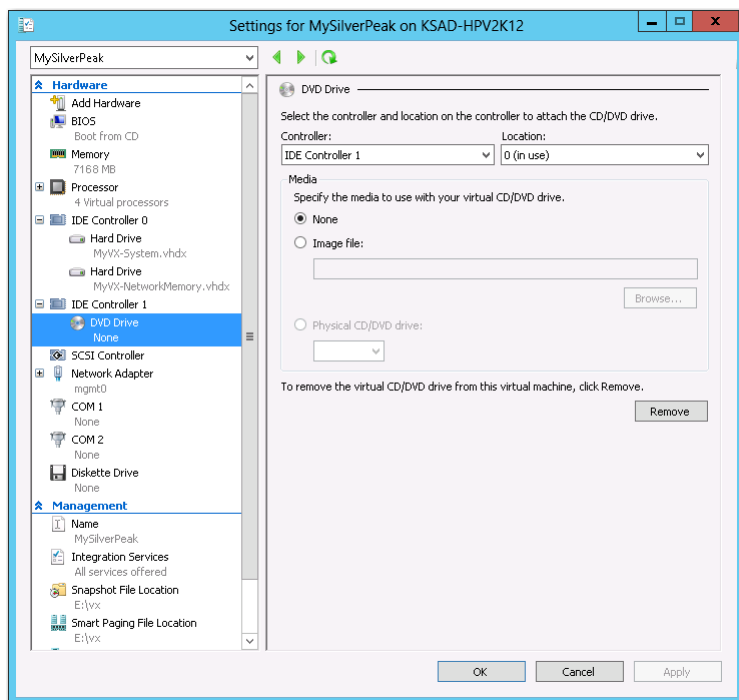 Settings for MySilverPeak on KSAD-HPV2K12
MySilverPeak
Hardware
Add Hardware
BIOS
Boot from CD
Memory
7168 MB
Processor
4 Virtual processors
IDE Controller 0
Hard Drive
MyVX-System.vhdx
Hard Drive
MyVX-NetworkMemory.vhdx
IDE Controller 1
DVD Drive
None
SCSI Controller
Network Adapter
mgmt0
COM 1
None
COM 2
None
Diskette Drive
None
Management
Name
MySilverPeak
Integration Services
All services offered
Snapshot File Location
E:\vx
Smart Paging File Location
E:\vx
DVD Drive
Select the controller and location on the controller to attach the CD/DVD drive.
Controller: Location:
IDE Controller 1 0 (in use)
Media
Specify the media to use with your virtual CD/DVD drive.
None
Image file:
Browse...
Physical CD/DVD drive:
To remove the virtual CD/DVD drive from this virtual machine, click Remove.
Remove
OK Cancel Apply